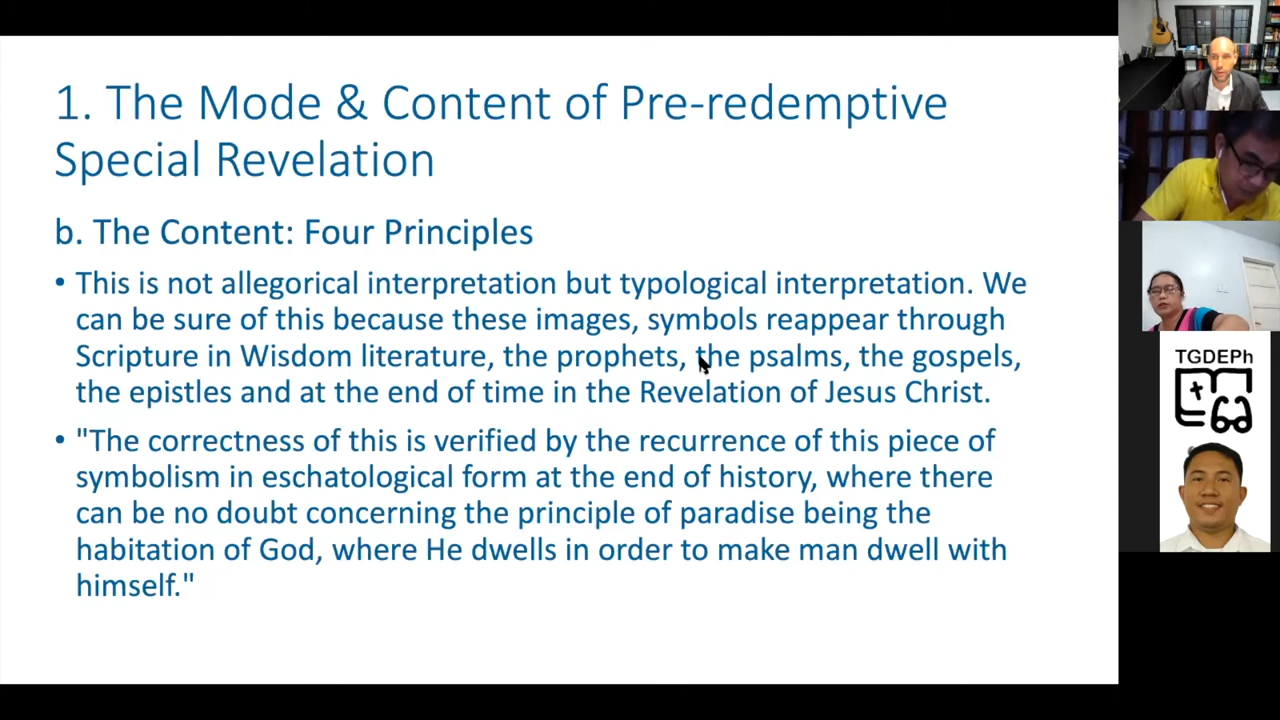 1. The Mode & Content of Pre-redemptive
Special Revelation
b. The Content: Four Principles
• This is not allegorical interpretation but typological interpretation. We
can be sure of this because these images, symbols reappear through
Scripture in Wisdom literature, the prophets, the psalms, the gospels,
the epistles and at the end of time in the Revelation of Jesus Christ.
• "The correctness of this is verified by the recurrence of this piece of
symbolism in eschatological form at the end of history, where there
can be no doubt concerning the principle of paradise being the
habitation of God, where He dwells in order to make man dwell with
himself."
TGDEPh